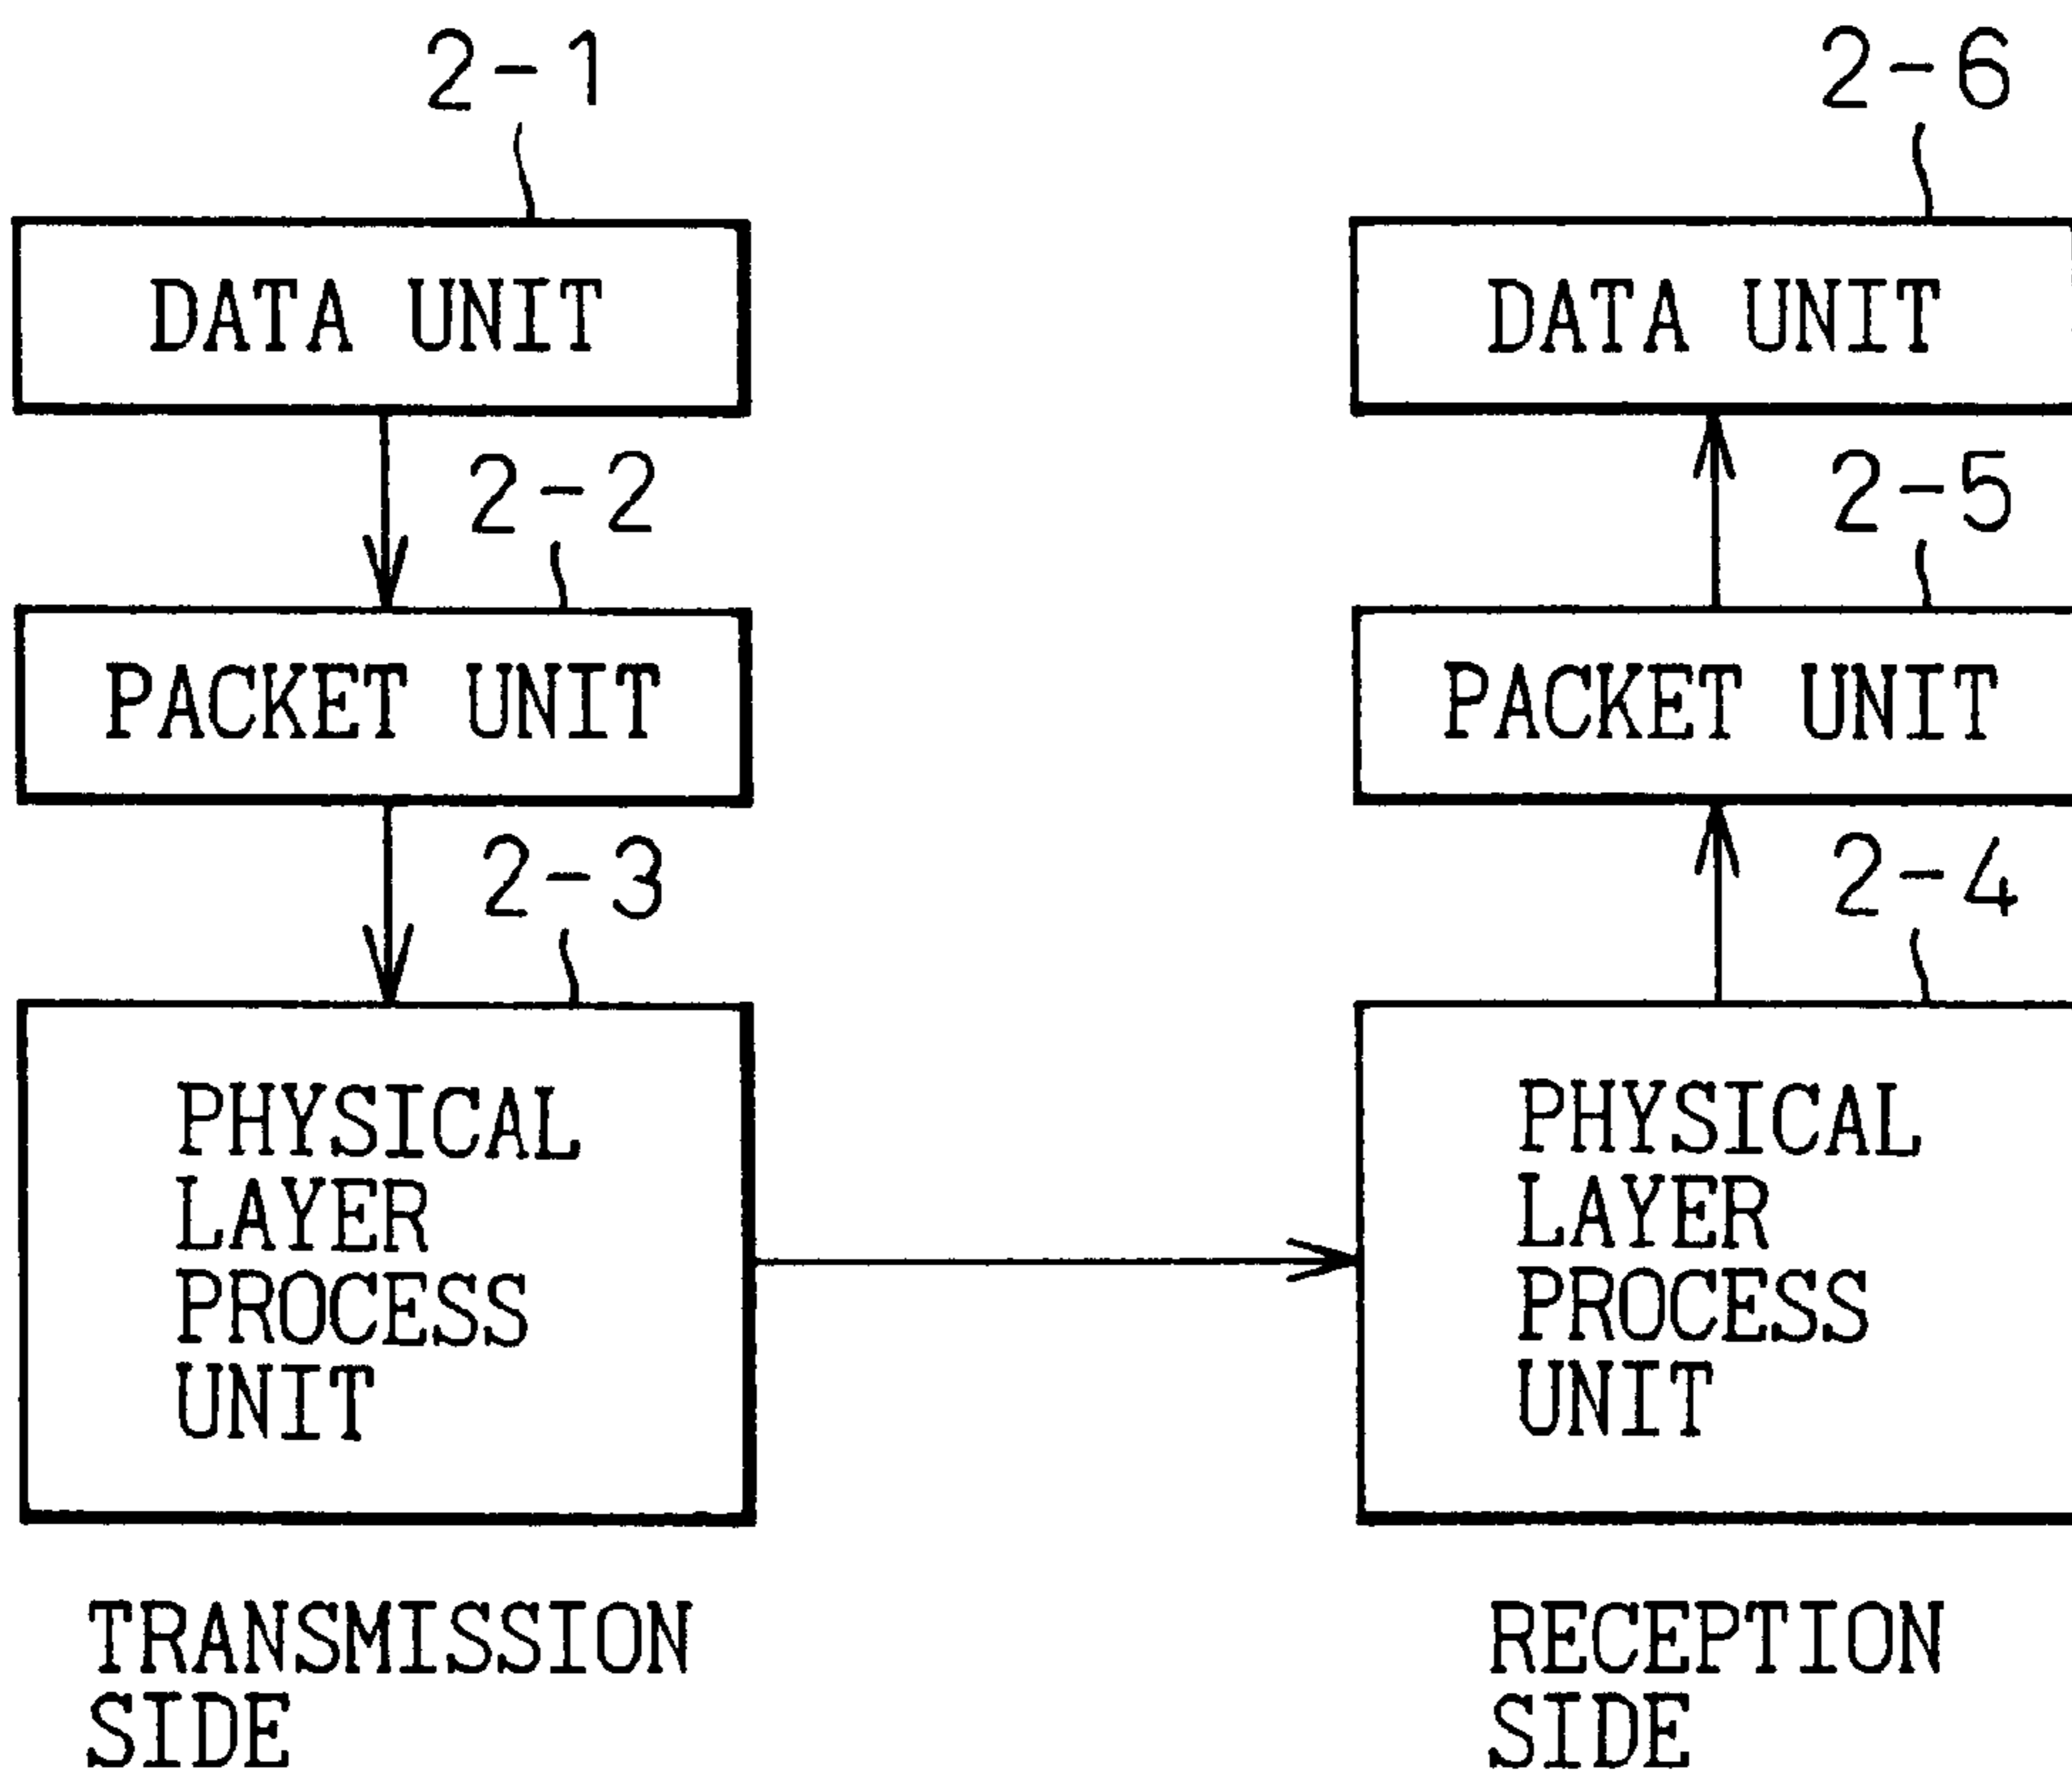 2-1
DATA UNIT
2-2
PACKET UNIT
2-3
PHYSICAL
LAYER
PROCESS
UNIT
TRANSMISSION
SIDE
2-6
DATA UNIT
2-5
PACKET UNIT
2-4
PHYSICAL
LAYER
PROCESS
UNIT
RECEPTION
SIDE